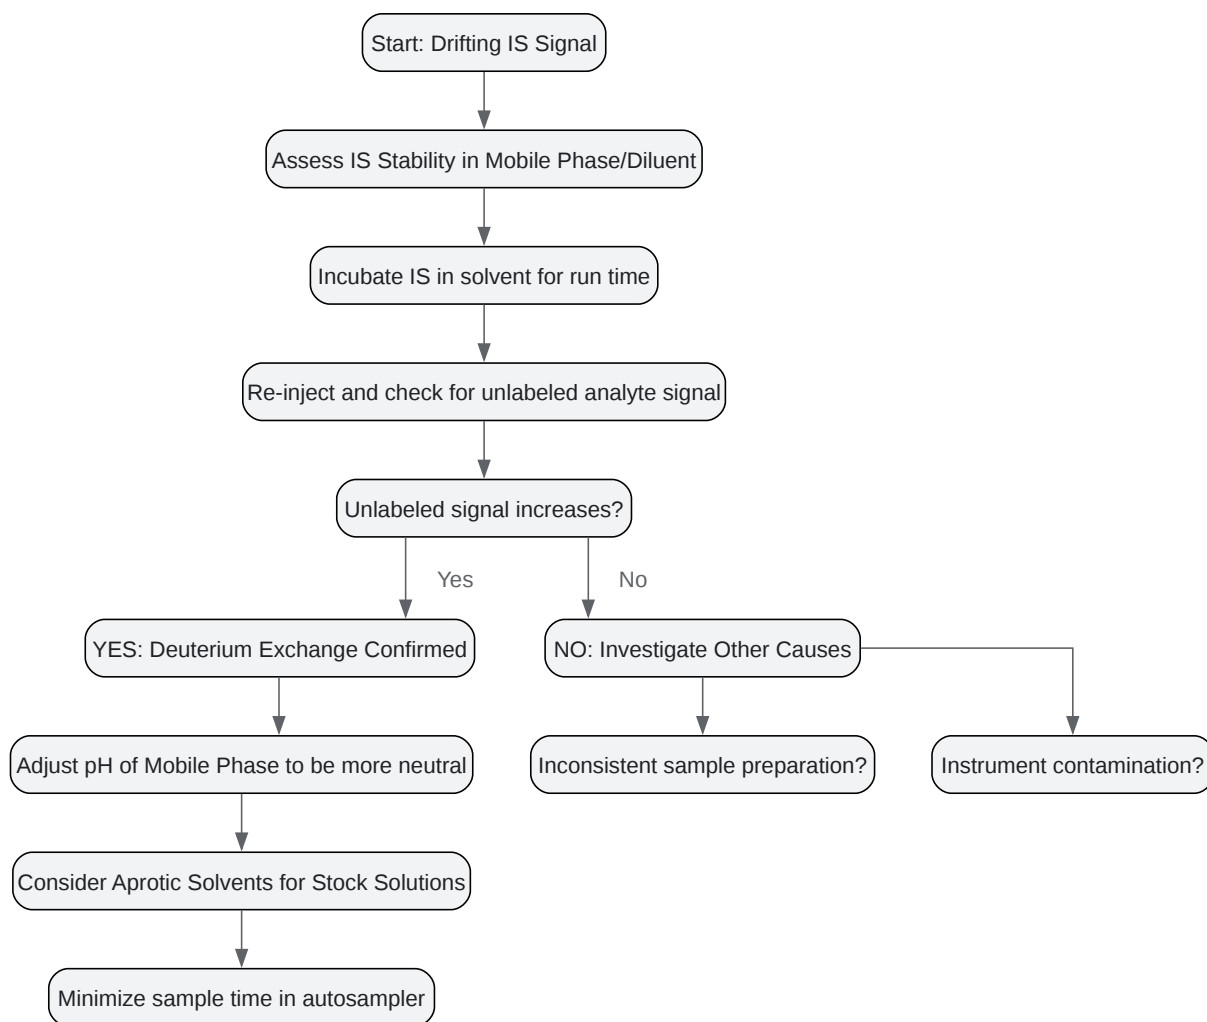 Start: Drifting IS Signal
Assess IS Stability in Mobile Phase/Diluent
Incubate IS in solvent for run time
Re-inject and check for unlabeled analyte signal
Unlabeled signal increases?
Yes
No
YES: Deuterium Exchange Confirmed
NO: Investigate Other Causes
Adjust pH of Mobile Phase to be more neutral
Inconsistent sample preparation?
Instrument contamination?
Consider Aprotic Solvents for Stock Solutions
Minimize sample time in autosampler